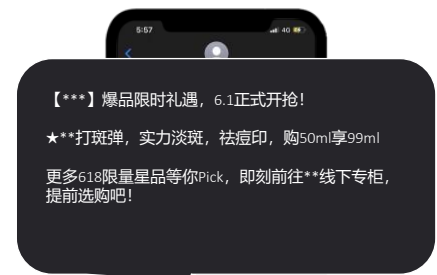 5:57
4G
【***】爆品限时礼遇，6.1正式开抢！
★**打斑弹，实力淡斑，祛痘印，购50ml享99ml
更多618限量星品等你Pick，即刻前往**线下专柜，
提前选购吧！